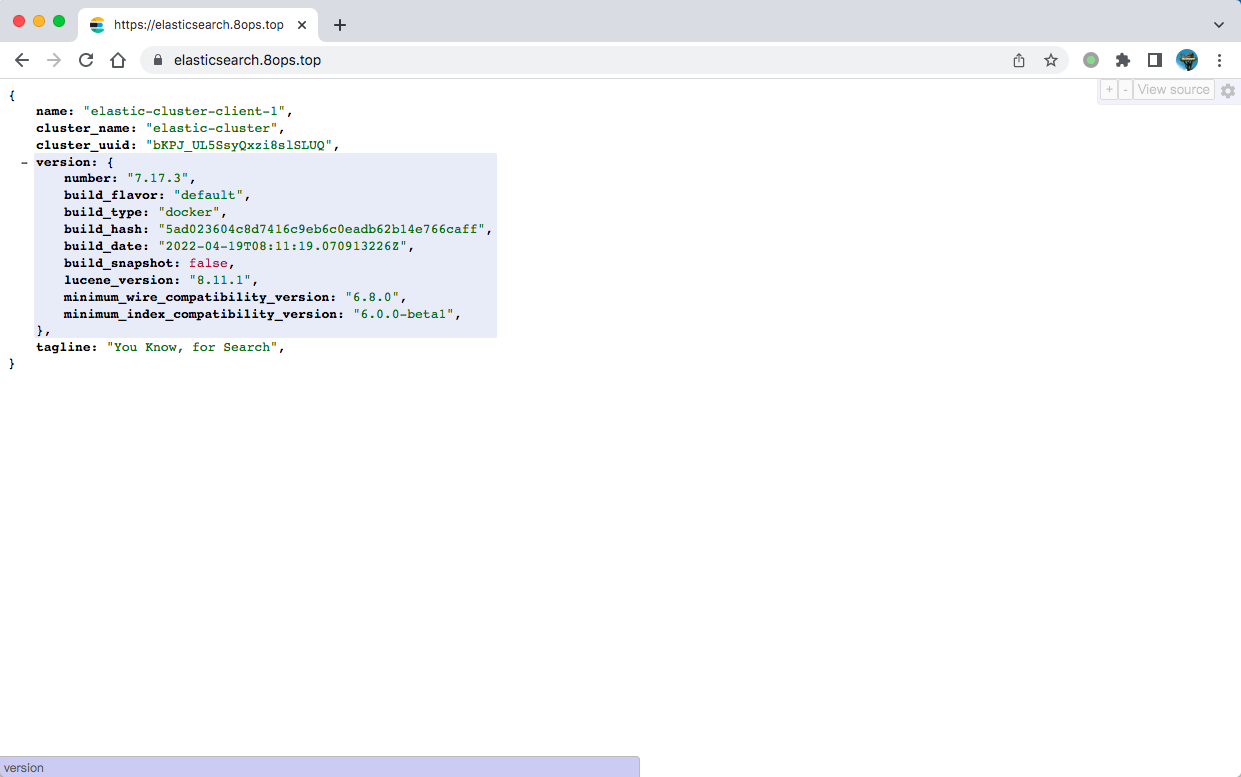 https://elasticsearch.8ops.top
elasticsearch.8ops.top
+ - View source
{
name: "elastic-cluster-client-1",
cluster_name: "elastic-cluster",
cluster_uuid: "bKPJ_UL5SsyQxzi8slSLUQ",
- version: {
number: "7.17.3",
build_flavor: "default",
build_type: "docker",
build_hash: "5ad023604c8d7416c9eb6c0eadb62b14e766caff",
build_date: "2022-04-19T08:11:19.070913226Z",
build_snapshot: false,
lucene_version: "8.11.1",
minimum_wire_compatibility_version: "6.8.0",
minimum_index_compatibility_version: "6.0.0-beta1",
},
tagline: "You Know, for Search",
}
version